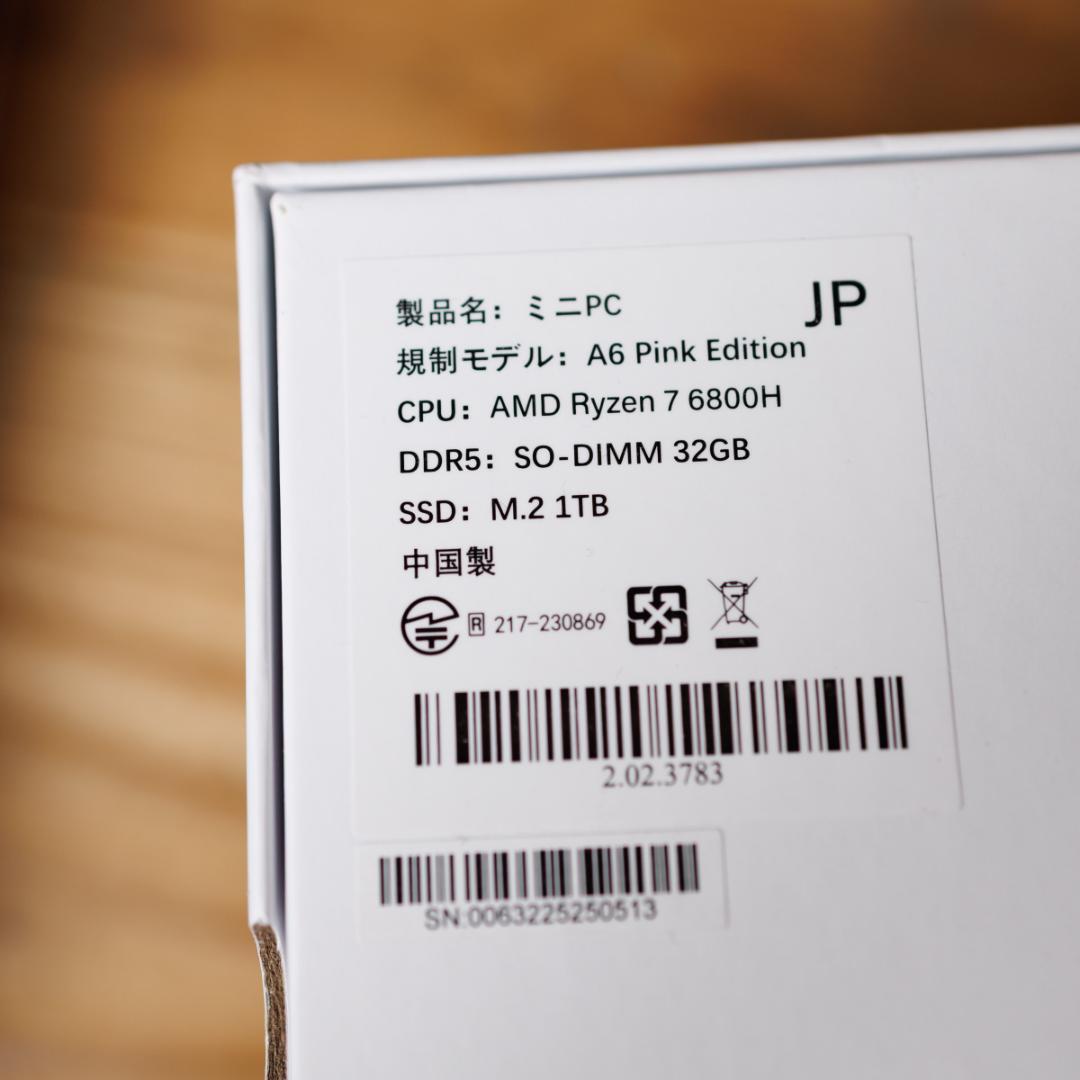 製品名：ミニPC
JP
規制モデル：A6 Pink Edition
CPU：AMD Ryzen 7 6800H
DDR5：SO-DIMM 32GB
SSD：M.2 1TB
中国製
R 217-230869
2.02.3783
SN:0063225250513